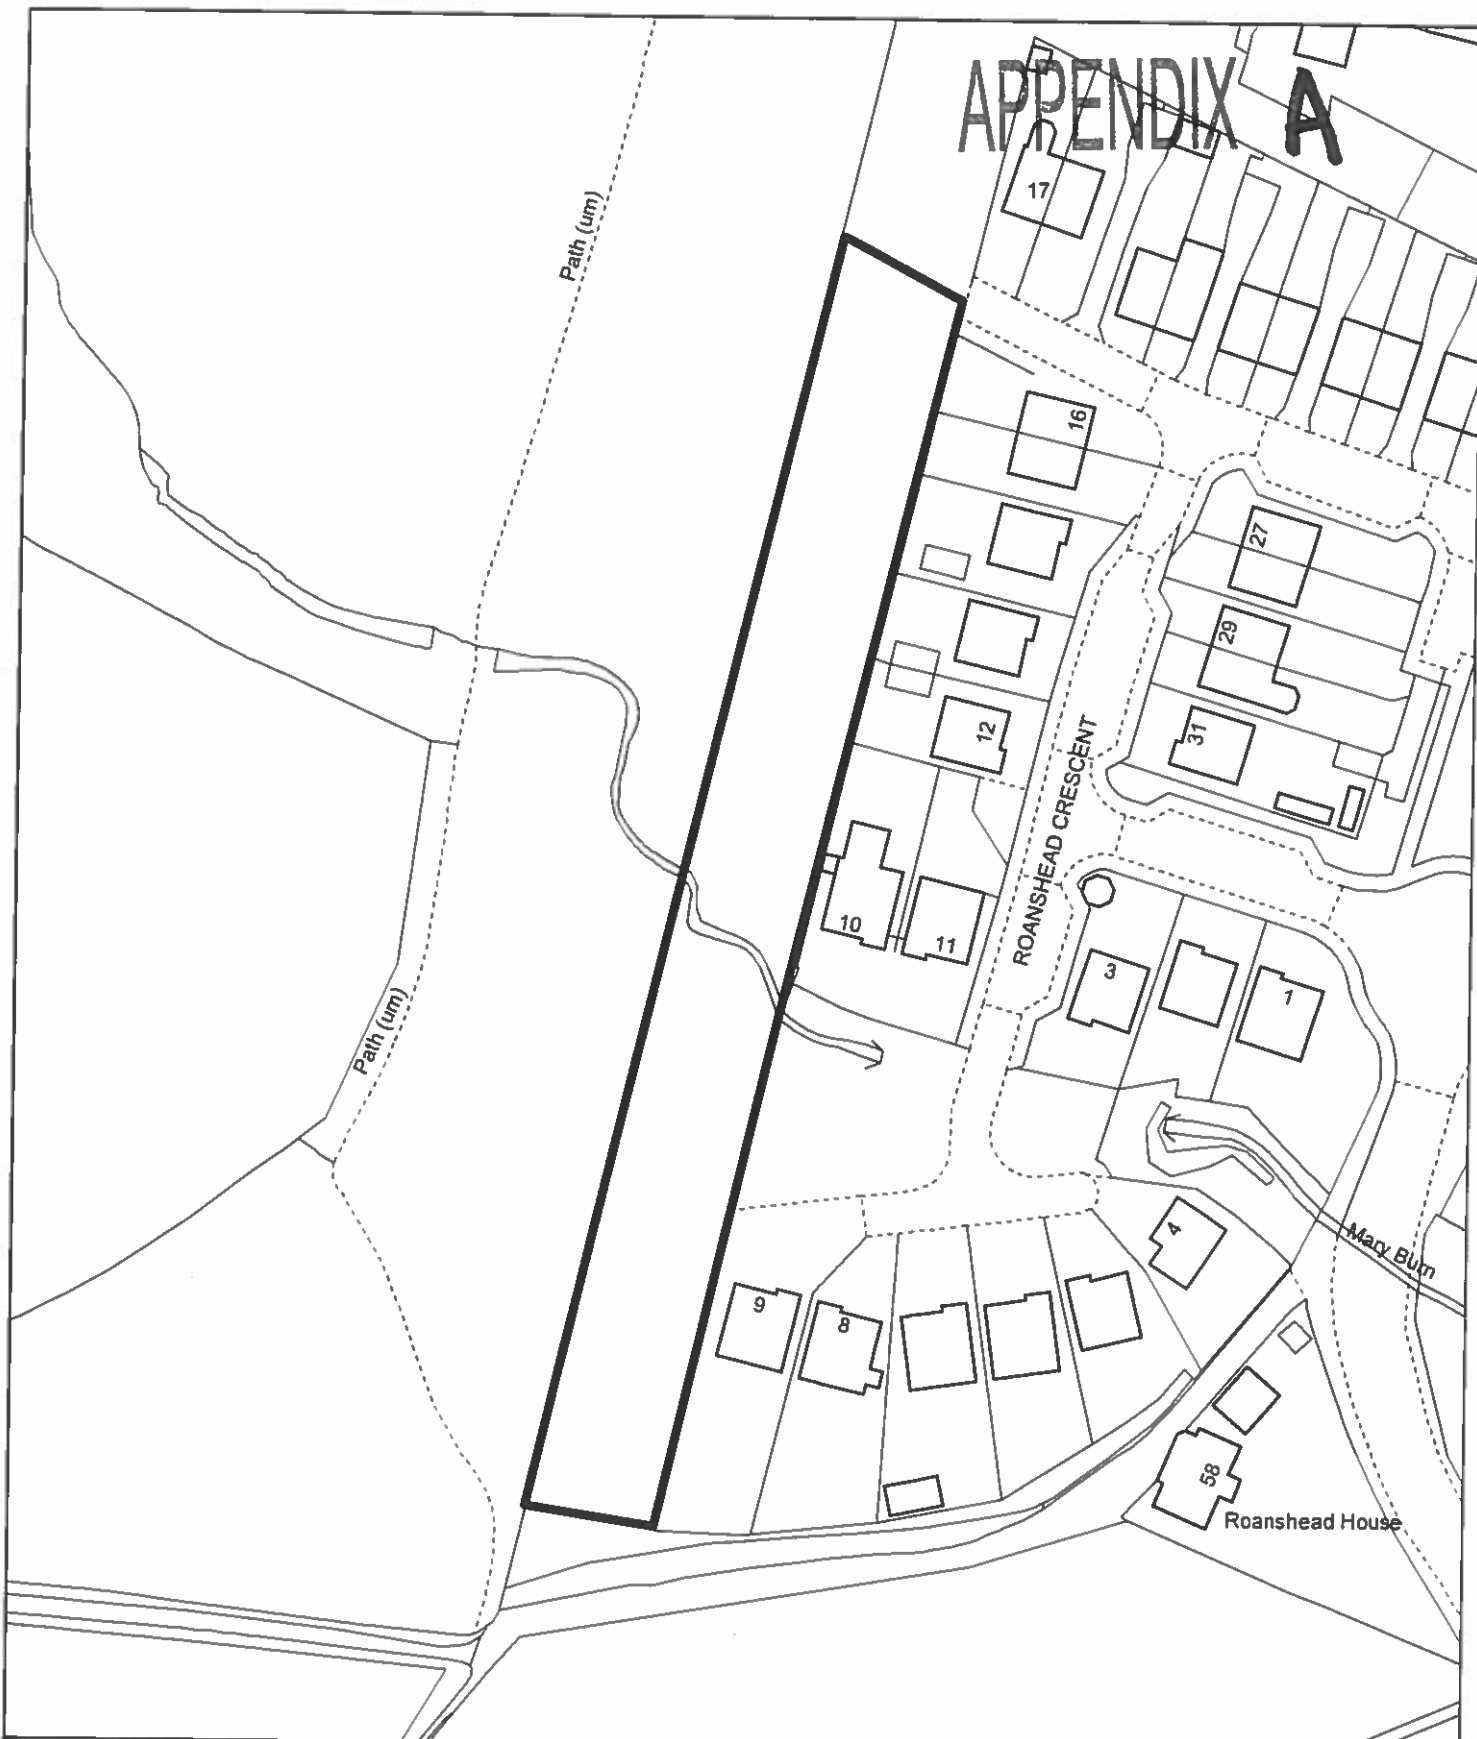 APPENDIX A
17
Path (um)
16
27
29
12
31
ROANSHEAD CRESCENT
10
11
3
1
Path (um)
4
Mary Burn
9
8
58
Roanshead House